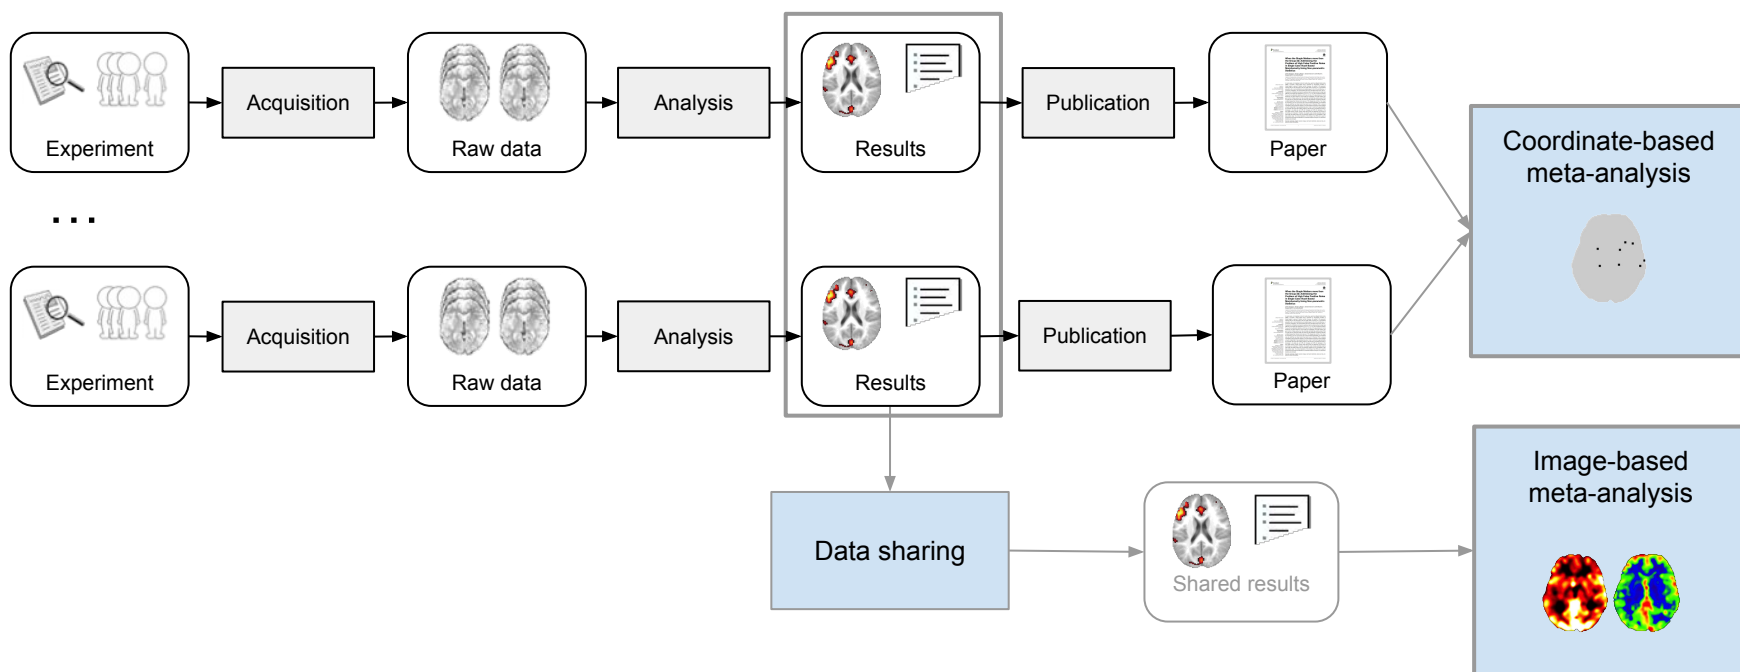 Experiment
Acquisition
Raw data
Analysis
Results
Publication
Paper
Coordinate-based
meta-analysis
...
Experiment
Acquisition
Raw data
Analysis
Results
Publication
Paper
Data sharing
Shared results
Image-based
meta-analysis